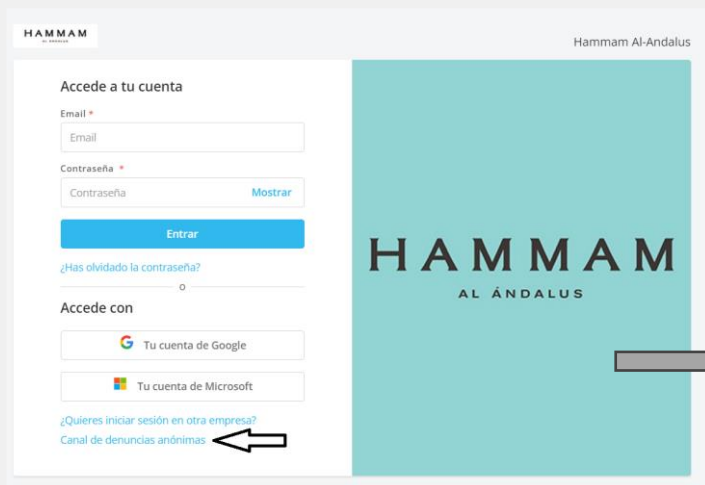 HAMMAM
AL ÁNDALUS
Hammam Al-Andalus
Accede a tu cuenta
Email *
Email
Contraseña *
Contraseña Mostrar
Entrar
¿Has olvidado la contraseña?
o
Accede con
Tu cuenta de Google
Tu cuenta de Microsoft
¿Quieres iniciar sesión en otra empresa?
Canal de denuncias anónimas
HAMMAM
AL ÁNDALUS